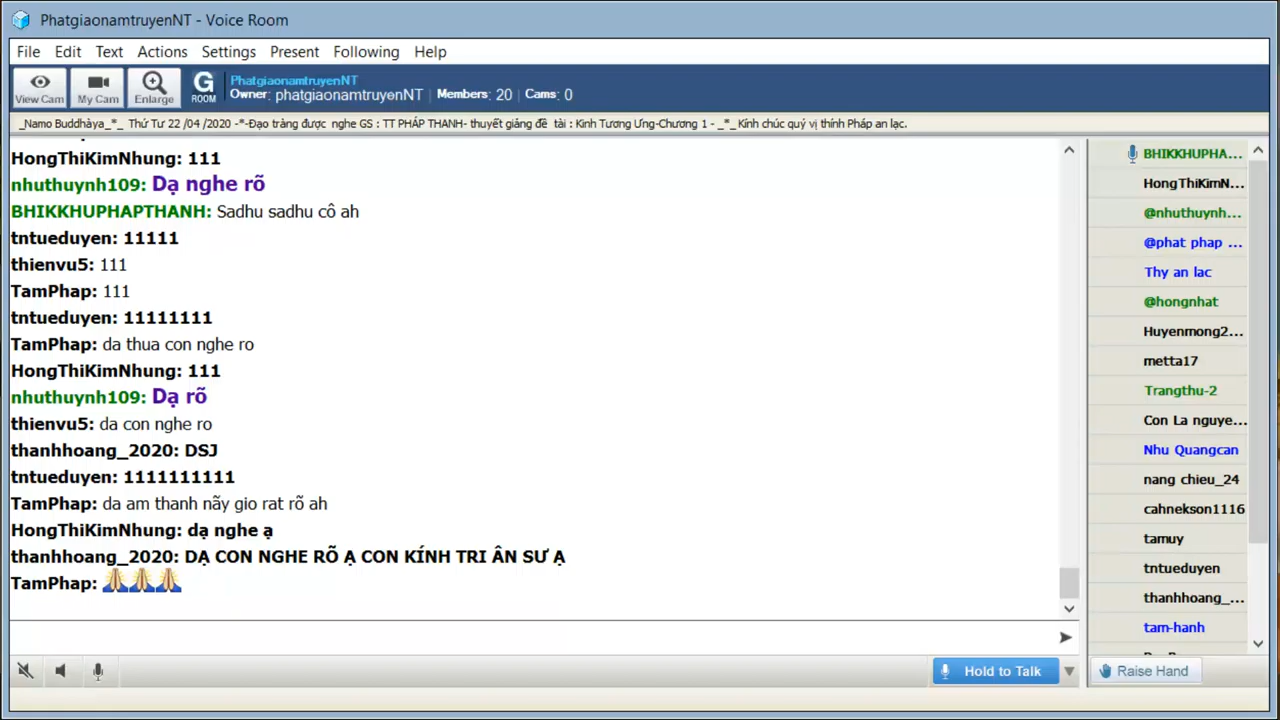 PhatgiaonamtruyenNT - Voice Room
File Edit Text Actions Settings Present Following Help
View Cam My Cam Enlarge G ROOM
PhatgiaonamtruyenNT
Owner: phatgiaonamtruyenNT | Members: 20 | Cams: 0
_Namo Buddhàya_*_ Thứ Tư 22 /04 /2020 -*-Đạo tràng được nghe GS : TT PHÁP THANH- thuyết giảng đề tài : Kinh Tương Ưng-Chương 1 - _*_ Kính chúc quý vị thính Pháp an lạc.
HongThiKimNhung: 111
nhuthuynh109: Dạ nghe rõ
BHIKKHUPHAPTHANH: Sadhu sadhu cô ah
tntueduyen: 11111
thienvu5: 111
TamPhap: 111
tntueduyen: 11111111
TamPhap: da thua con nghe ro
HongThiKimNhung: 111
nhuthuynh109: Dạ rõ
thienvu5: da con nghe ro
thanhhoang_2020: DSJ
tntueduyen: 1111111111
TamPhap: da am thanh nãy gio rat rõ ah
HongThiKimNhung: dạ nghe ạ
thanhhoang_2020: DẠ CON NGHE RÕ Ạ CON KÍNH TRI ÂN SƯ Ạ
TamPhap: 🙏🙏🙏
BHIKKHUPHA...
HongThiKimN...
@nhuthuynh...
@phat phap ...
Thy an lac
@hongnhat
Huyenmong2...
metta17
Trangthu-2
Con La nguye...
Nhu Quangcan
nang chieu_24
cahnekson1116
tamuy
tntueduyen
thanhhoang_...
tam-hanh
Hold to Talk
Raise Hand